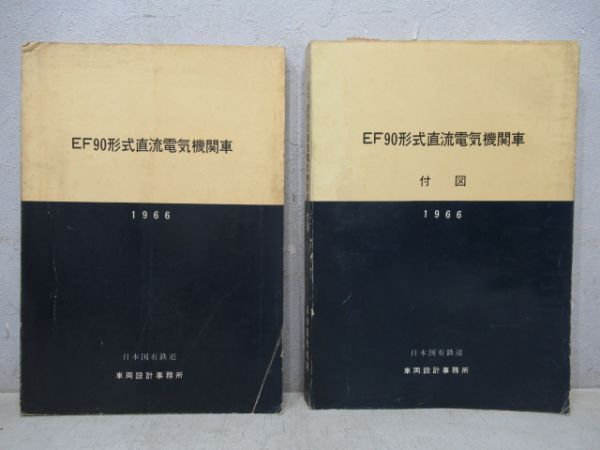 EF90形式直流電気機関車
1966
日本国有鉄道
車両設計事務所
EF90形式直流電気機関車
付図
1966
日本国有鉄道
車両設計事務所